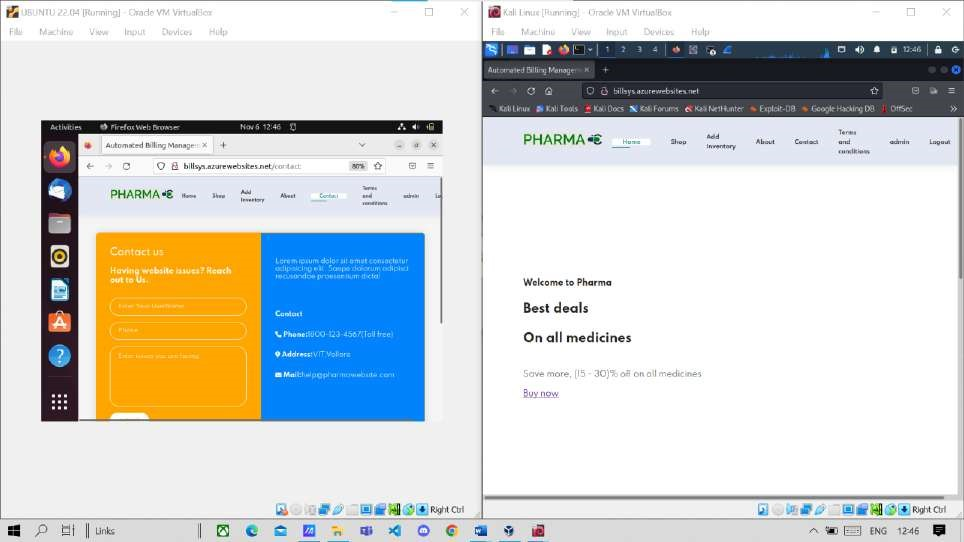 UBUNTU 22.04 [Running] - Oracle VM VirtualBox
File Machine View Input Devices Help
Activities Firefox Web Browser Nov 6 12:46
Automated Billing Managem
billsys.azurewebsites.net/contact
80%
PHARMA
Home
Shop
Add
Inventory
About
Contact
Terms
and
conditions
admin
Lo
Contact us
Having website issues? Reach
out to Us.
Enter Your UserName
Phone
Lorem ipsum dolor sit amet consectetur
adipisicing elit. Saepe dolorum adipisci
recusandae praesentium dicta!
Contact
Phone:1800-123-4567(Toll free)
Address:VIT,Vellore
Mail:help@pharmawebsite.com
Right Ctrl
Kali Linux [Running] - Oracle VM VirtualBox
File Machine View Input Devices Help
1 2 3 4
12:46
Automated Billing Managem
billsys.azurewebsites.net
Kali Linux Kali Tools Kali Docs Kali Forums Kali NetHunter Exploit-DB Google Hacking DB OffSec
PHARMA
Home
Shop
Add
Inventory
About
Contact
Terms
and
conditions
admin
Logout
Welcome to Pharma
Best deals
On all medicines
Save more, (15 - 30)% off on all medicines
Buy now
Right Ctrl
Links
ENG 12:46